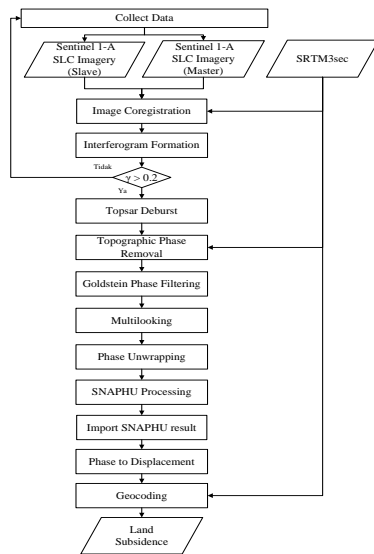 Collect Data
Sentinel 1-A
SLC Imagery
(Slave)
Sentinel 1-A
SLC Imagery
(Master)
SRTM3sec
Image Coregistration
Interferogram Formation
Tidak
γ > 0.2
Ya
Topsar Deburst
Topographic Phase
Removal
Goldstein Phase Filtering
Multilooking
Phase Unwrapping
SNAPHU Processing
Import SNAPHU result
Phase to Displacement
Geocoding
Land
Subsidence